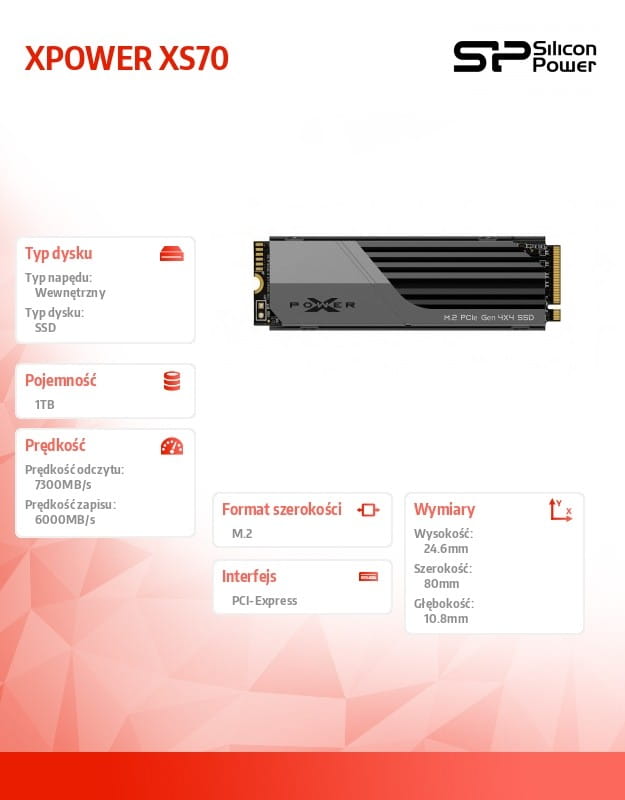 XPOWER XS70
SP Silicon Power
Typ dysku
Typ napędu:
Wewnętrzny
Typ dysku:
SSD
XPOWER
M.2 PCIe Gen 4X4 SSD
Pojemność
1TB
Prędkość
Prędkość odczytu:
7300MB/s
Prędkość zapisu:
6000MB/s
Format szerokości
M.2
Interfejs
PCI-Express
Wymiary
Y
X
Wysokość:
24.6mm
Szerokość:
80mm
Głębokość:
10.8mm